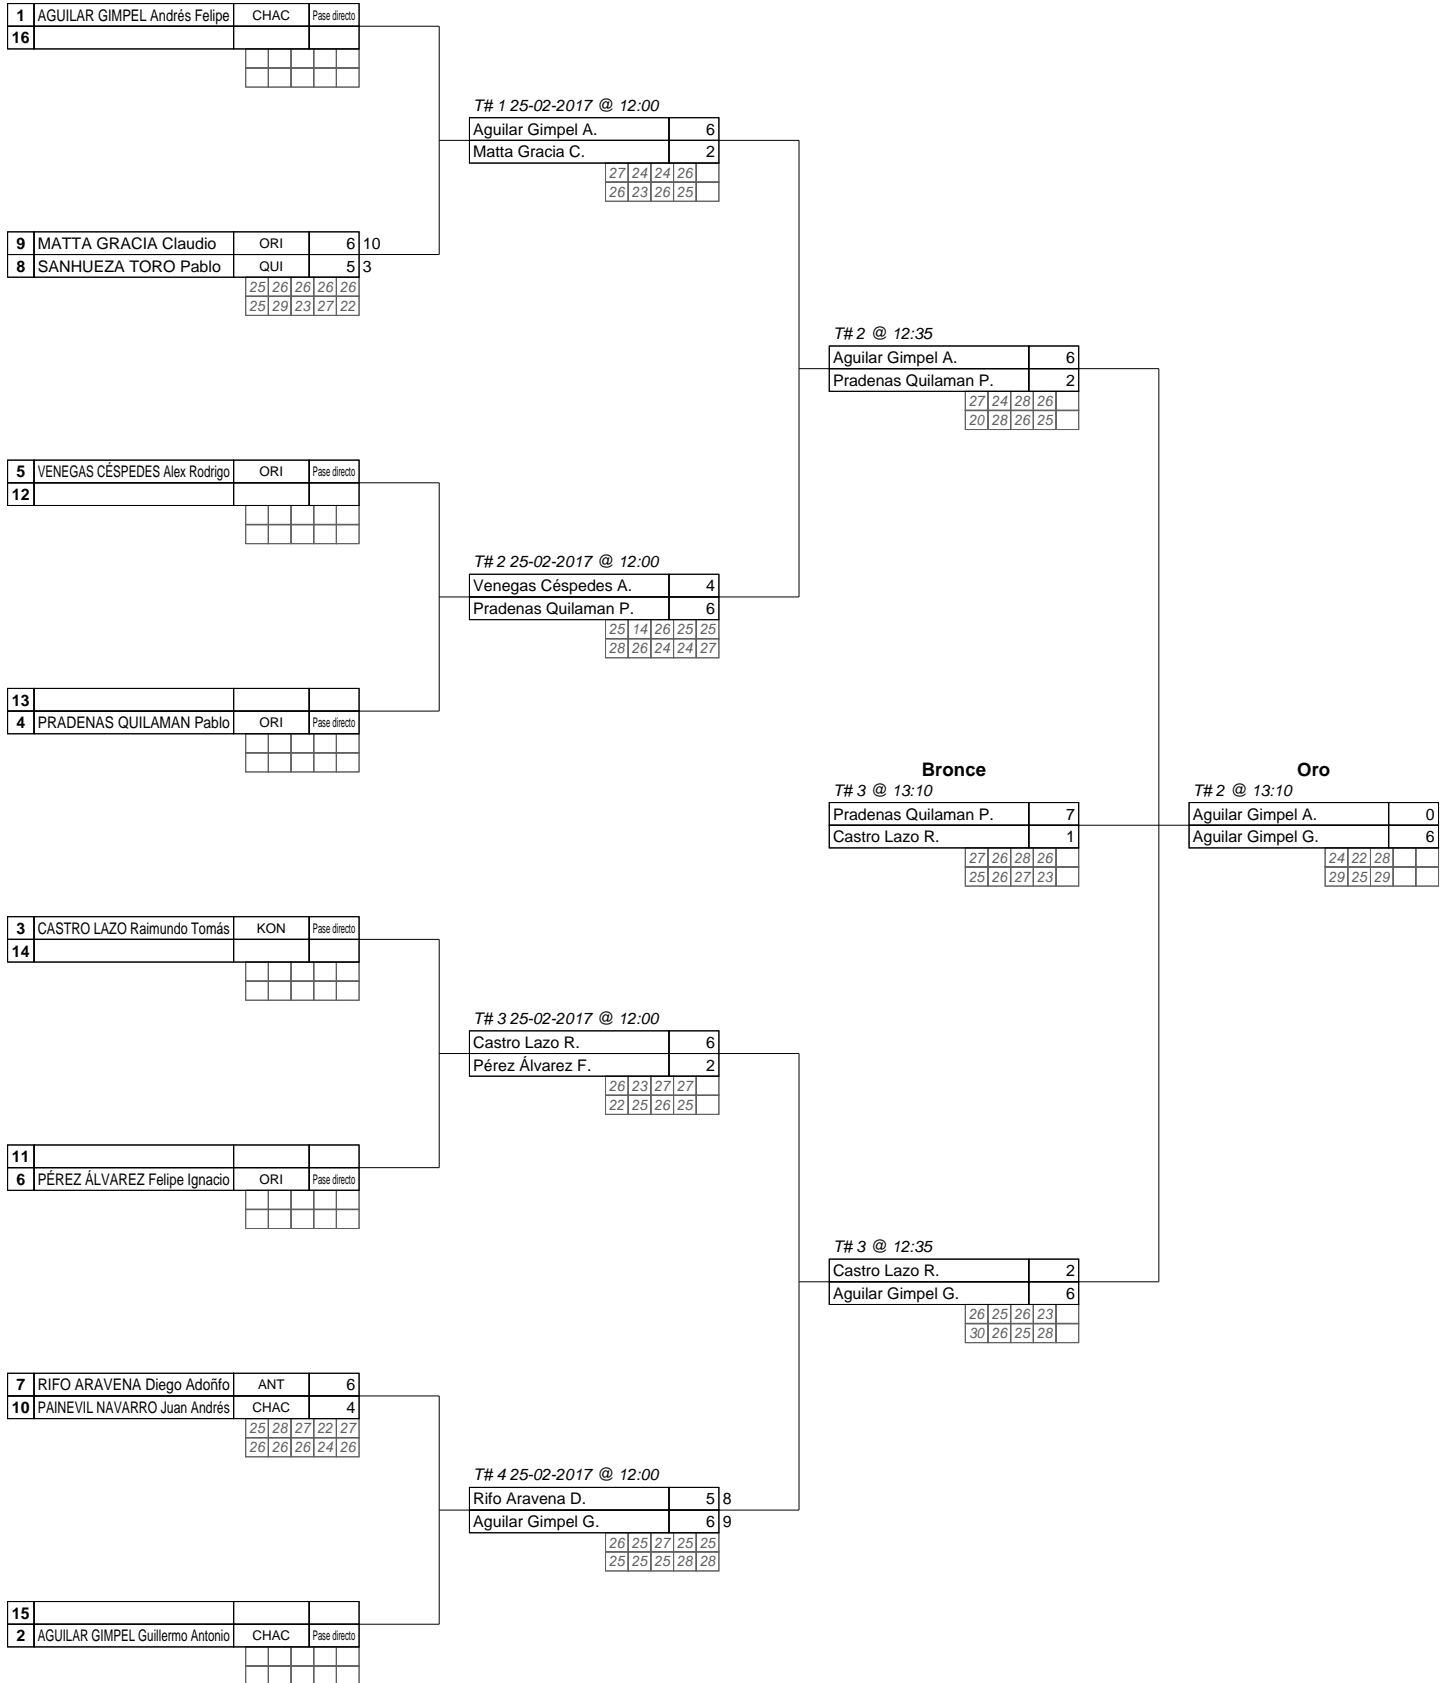 1 AGUILAR GIMPEL Andrés Felipe CHAC Pase directo
16
T# 1 25-02-2017 @ 12:00
Aguilar Gimpel A. 6
Matta Gracia C. 2
27 24 24 26
26 23 26 25
9 MATTA GRACIA Claudio ORI 6 10
8 SANHUEZA TORO Pablo QUI 5 3
25 26 26 26 26
25 29 23 27 22
T# 2 @ 12:35
Aguilar Gimpel A. 6
Pradenas Quilaman P. 2
27 24 28 26
20 28 26 25
5 VENEGAS CÉSPEDES Alex Rodrigo ORI Pase directo
12
T# 2 25-02-2017 @ 12:00
Venegas Céspedes A. 4
Pradenas Quilaman P. 6
25 14 26 25 25
28 26 24 24 27
13
4 PRADENAS QUILAMAN Pablo ORI Pase directo
Bronce
T# 3 @ 13:10
Pradenas Quilaman P. 7
Castro Lazo R. 1
27 26 28 26
25 26 27 23
Oro
T# 2 @ 13:10
Aguilar Gimpel A. 0
Aguilar Gimpel G. 6
24 22 28
29 25 29
3 CASTRO LAZO Raimundo Tomás KON Pase directo
14
T# 3 25-02-2017 @ 12:00
Castro Lazo R. 6
Pérez Álvarez F. 2
26 23 27 27
22 25 26 25
11
6 PÉREZ ÁLVAREZ Felipe Ignacio ORI Pase directo
T# 3 @ 12:35
Castro Lazo R. 2
Aguilar Gimpel G. 6
26 25 26 23
30 26 25 28
7 RIFO ARAVENA Diego Adoñfo ANT 6
10 PAINEVIL NAVARRO Juan Andrés CHAC 4
25 28 27 22 27
26 26 26 24 26
T# 4 25-02-2017 @ 12:00
Rifo Aravena D. 5 8
Aguilar Gimpel G. 6 9
26 25 27 25 25
25 25 25 28 28
15
2 AGUILAR GIMPEL Guillermo Antonio CHAC Pase directo